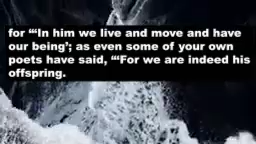 for “‘In him we live and move and have
our being’; as even some of your own
poets have said, “‘For we are indeed his
offspring.